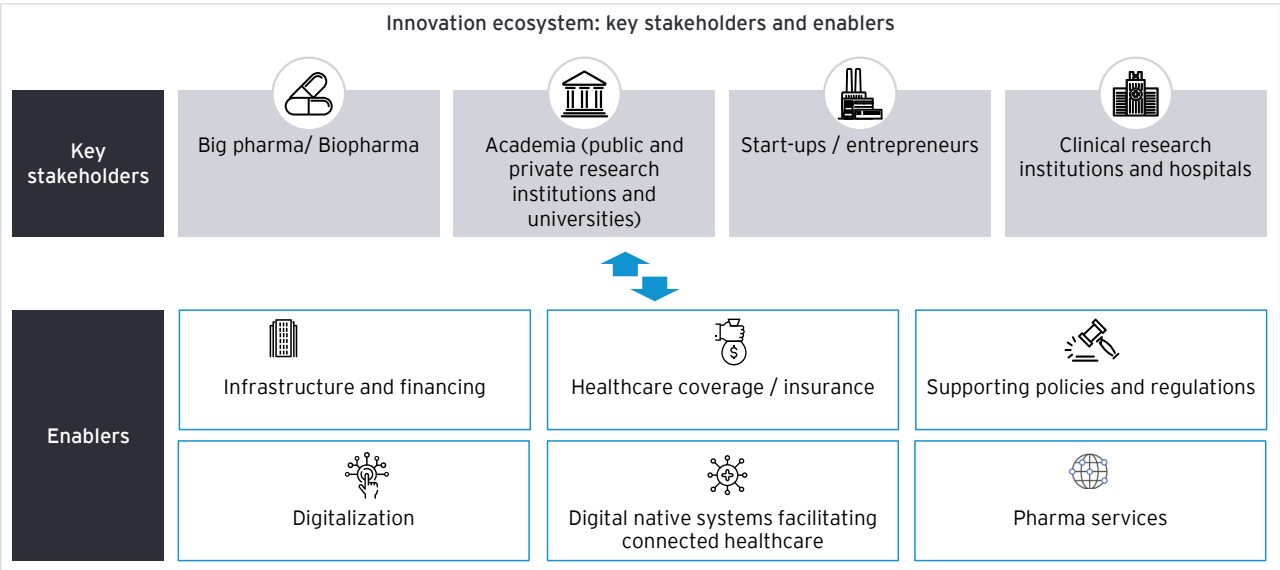 Innovation ecosystem: key stakeholders and enablers
Key
stakeholders
Big pharma/ Biopharma
Academia (public and
private research
institutions and
universities)
Start-ups / entrepreneurs
Clinical research
institutions and hospitals
Enablers
Infrastructure and financing
Healthcare coverage / insurance
$
Supporting policies and regulations
Digitalization
Digital native systems facilitating
connected healthcare
Pharma services